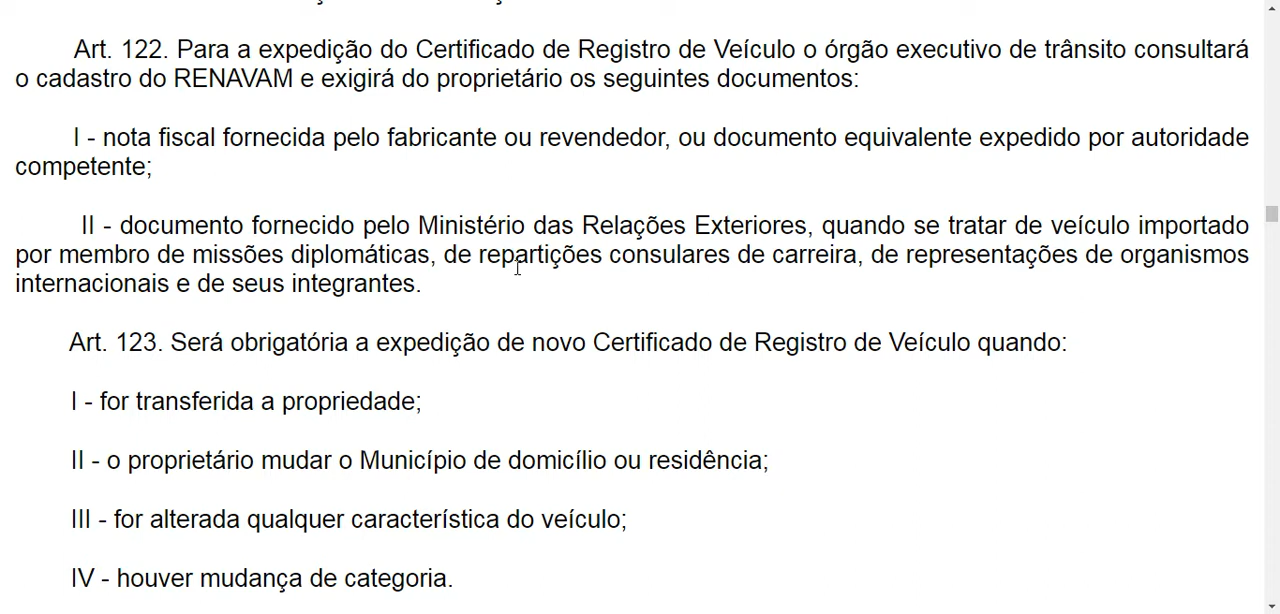 Art. 122. Para a expedição do Certificado de Registro de Veículo o órgão executivo de trânsito consultará
o cadastro do RENAVAM e exigirá do proprietário os seguintes documentos:
I - nota fiscal fornecida pelo fabricante ou revendedor, ou documento equivalente expedido por autoridade
competente;
II - documento fornecido pelo Ministério das Relações Exteriores, quando se tratar de veículo importado
por membro de missões diplomáticas, de repartições consulares de carreira, de representações de organismos
internacionais e de seus integrantes.
Art. 123. Será obrigatória a expedição de novo Certificado de Registro de Veículo quando:
I - for transferida a propriedade;
II - o proprietário mudar o Município de domicílio ou residência;
III - for alterada qualquer característica do veículo;
IV - houver mudança de categoria.